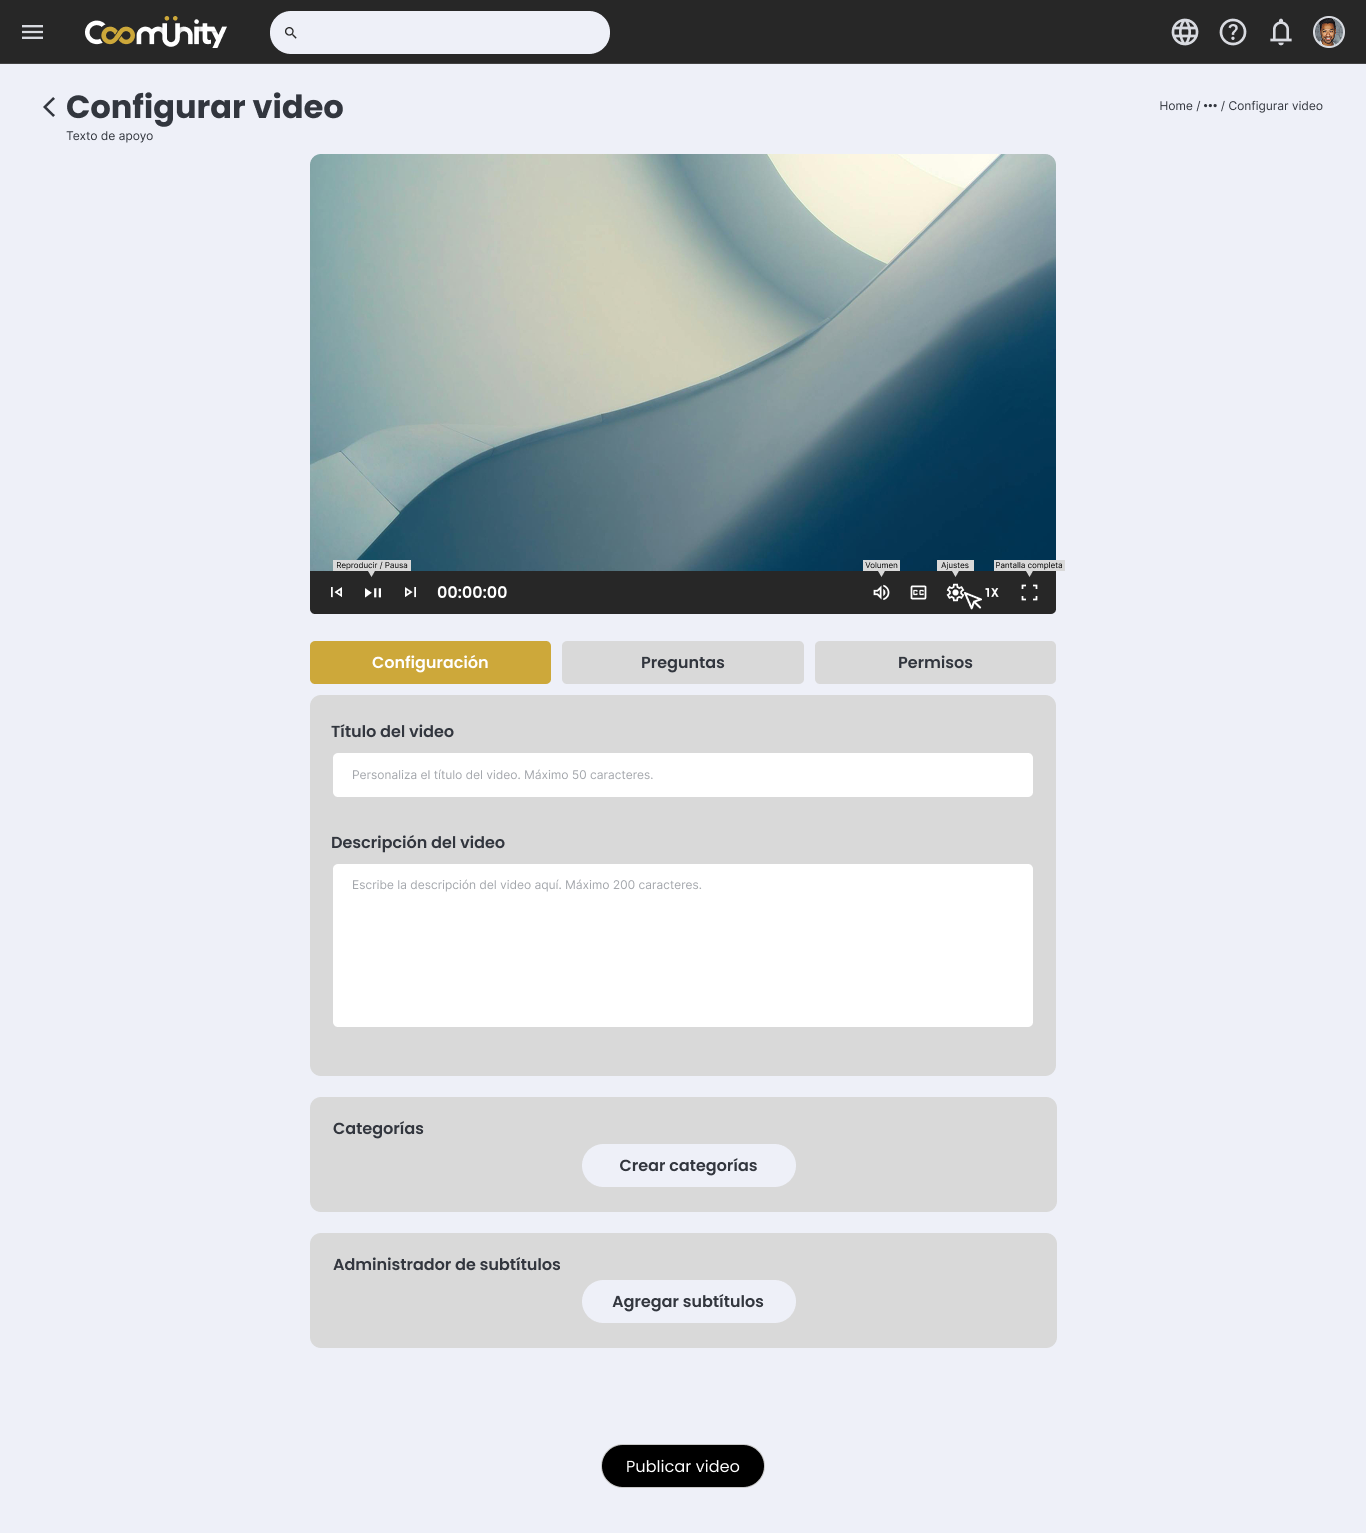 Coomünity
Configurar video
Home / ••• / Configurar video
Texto de apoyo
Reproducir / Pausa
Volumen
Ajustes
Pantalla completa
00:00:00
CC
1X
Configuración
Preguntas
Permisos
Título del video
Personaliza el título del video. Máximo 50 caracteres.
Descripción del video
Escribe la descripción del video aquí. Máximo 200 caracteres.
Categorías
Crear categorías
Administrador de subtítulos
Agregar subtítulos
Publicar video